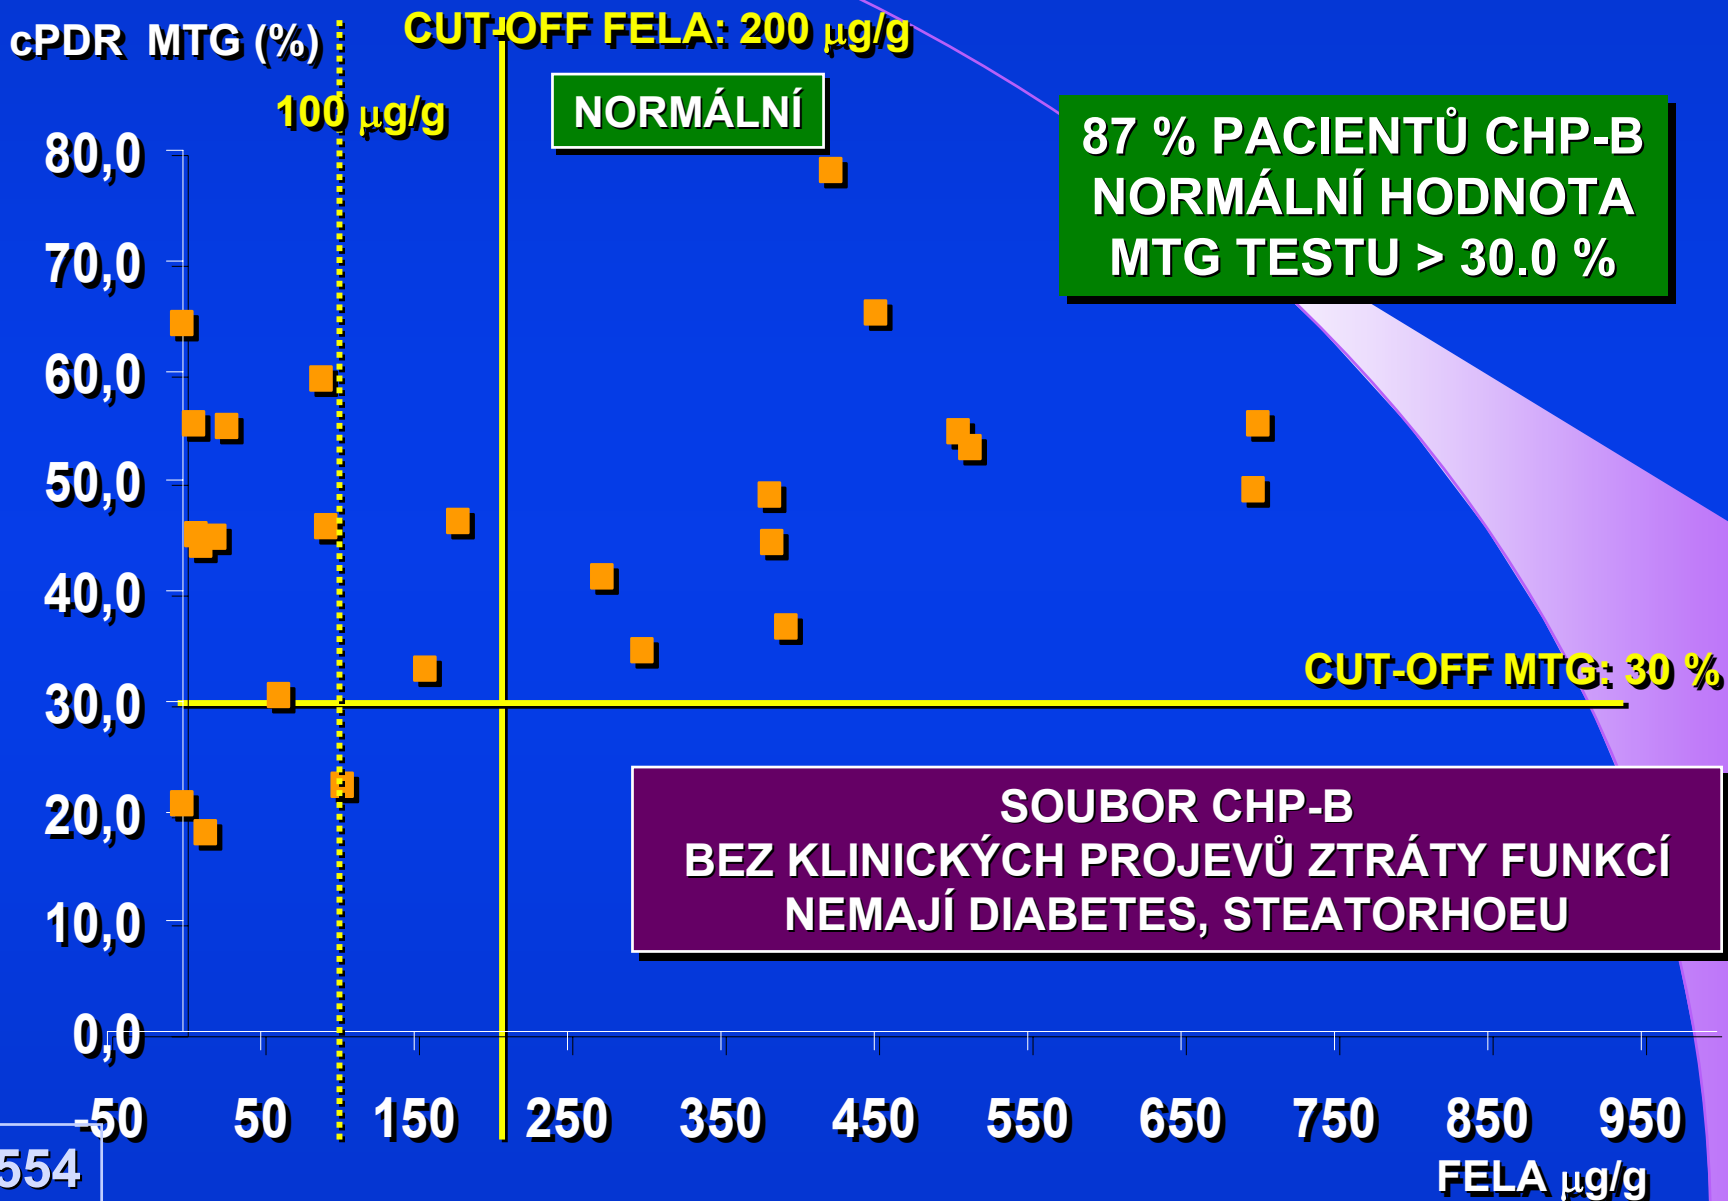 cPDR MTG (%)
CUT-OFF FELA: 200 µg/g
100 µg/g
NORMÁLNÍ
87 % PACIENTŮ CHP-B
NORMÁLNÍ HODNOTA
MTG TESTU > 30.0 %
80,0
70,0
60,0
50,0
40,0
30,0
20,0
10,0
0,0
CUT-OFF MTG: 30 %
SOUBOR CHP-B
BEZ KLINICKÝCH PROJEVŮ ZTRÁTY FUNKCÍ
NEMAJÍ DIABETES, STEATORHOEU
-50 50 150 250 350 450 550 650 750 850 950
FELA µg/g
554